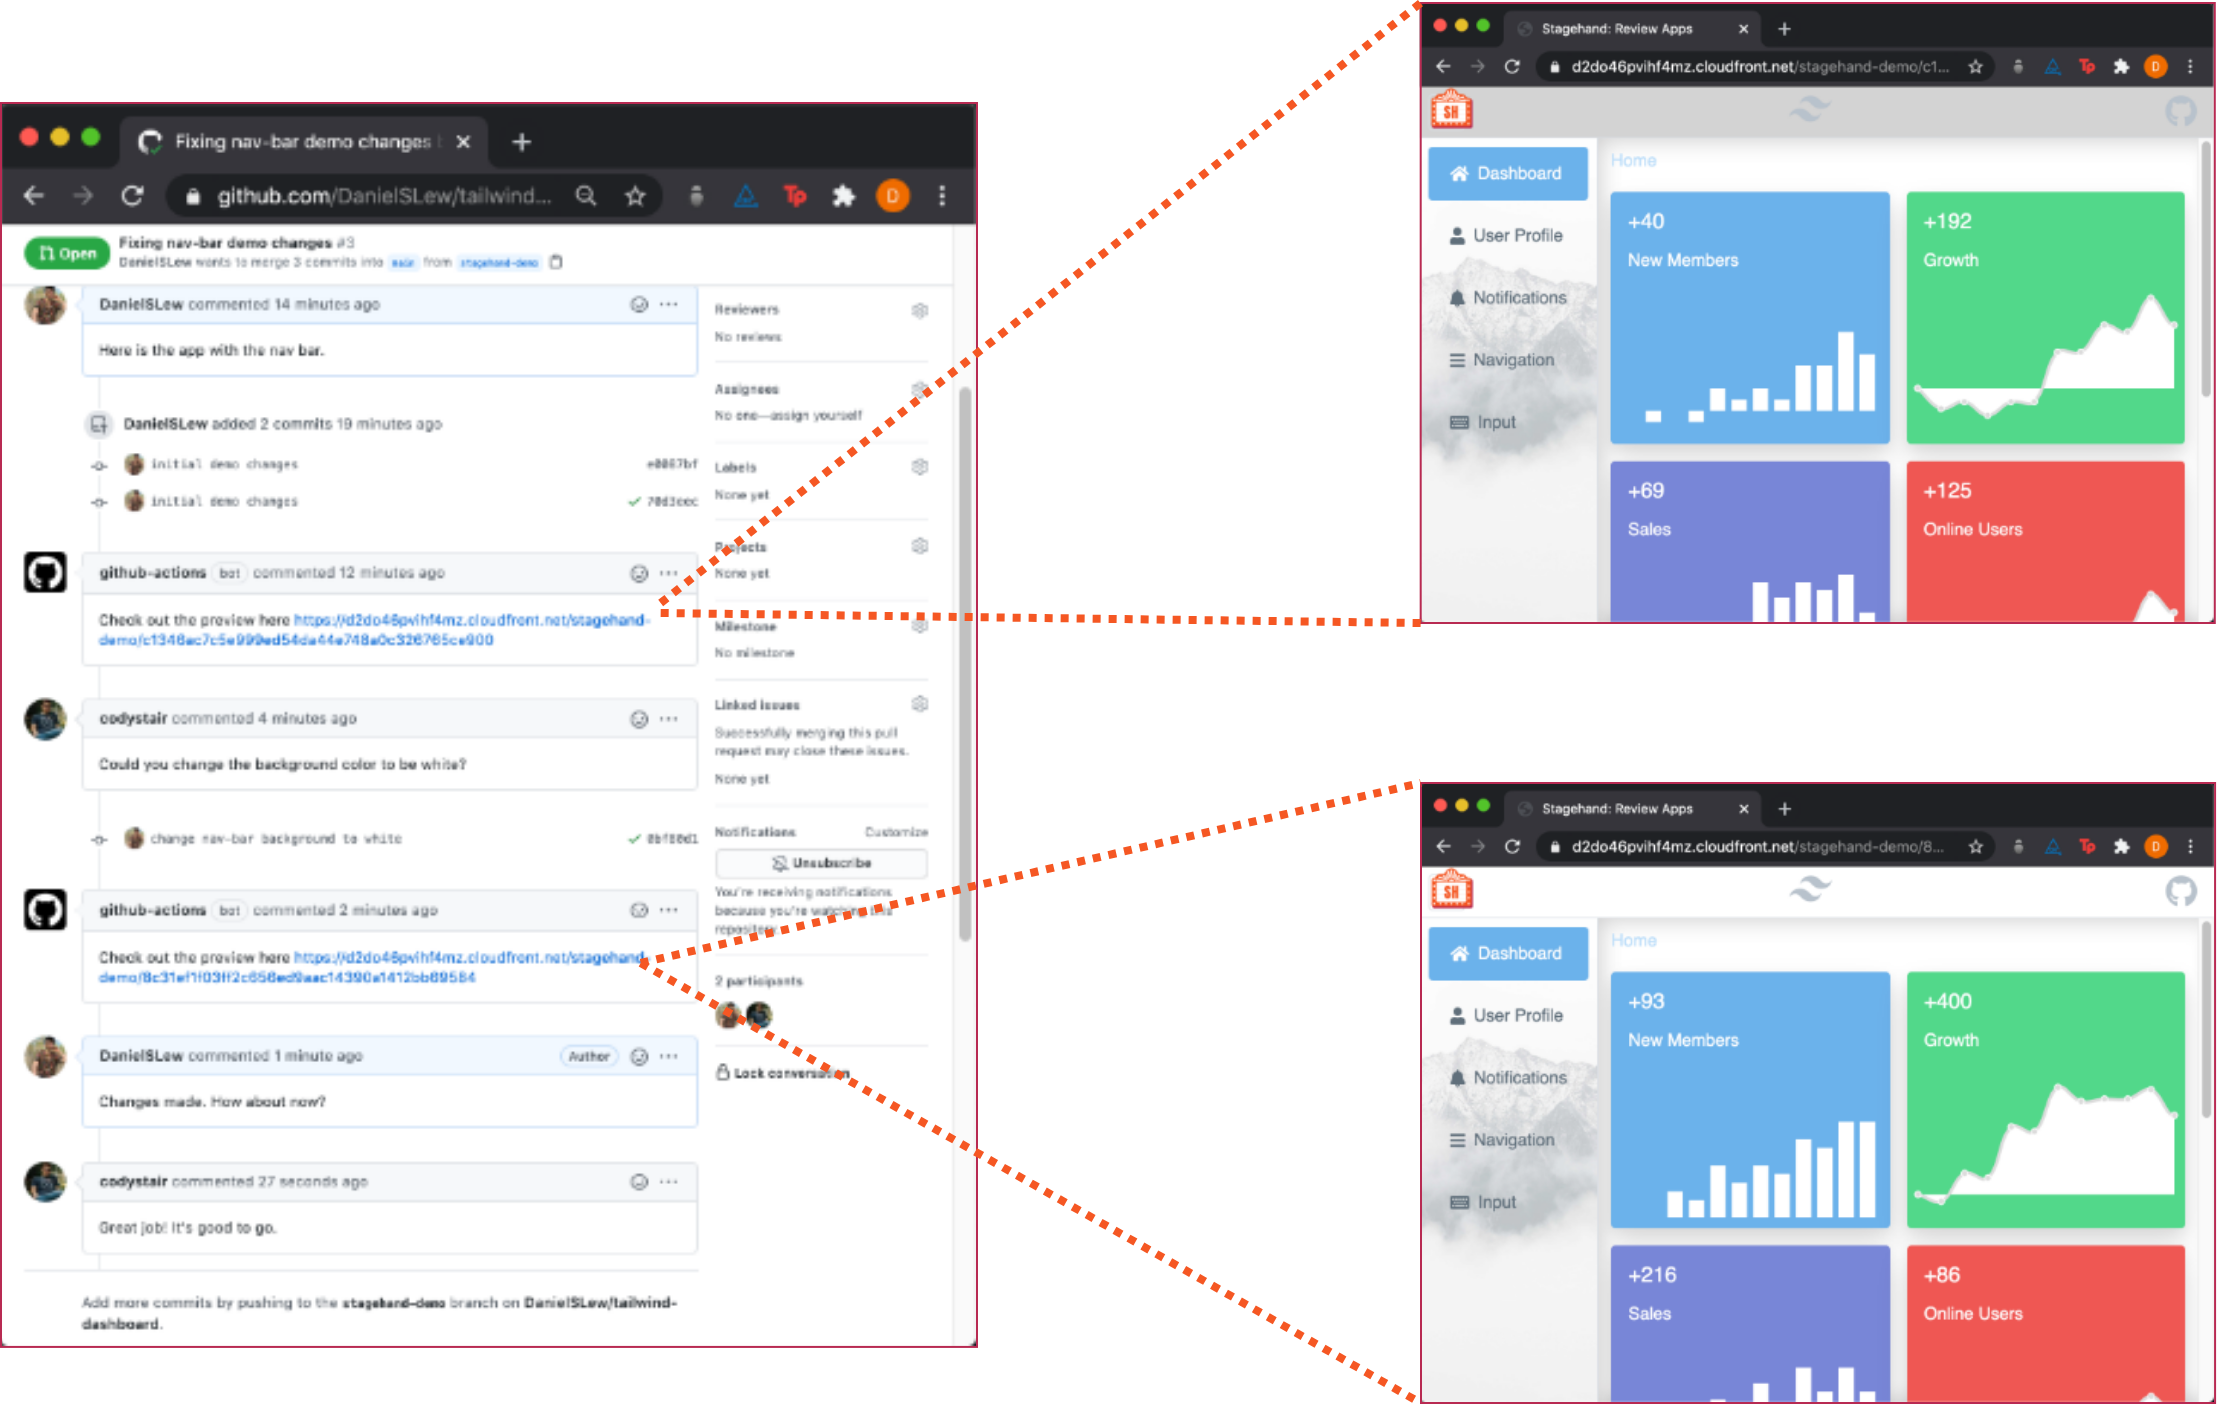 Fixing nav-bar demo changes
github.com/DanielSLew/tailwind...
Tp
D
Open
Fixing nav-bar demo changes #3
DanielSLew wants to merge 3 commits into main from stagehand-demo
DanielSLew commented 14 minutes ago
Here is the app with the nav bar.
DanielSLew added 2 commits 19 minutes ago
initial demo changes
initial demo changes
github-actions bot commented 12 minutes ago
Check out the preview here https://d2do46pvihf4mz.cloudfront.net/stagehand-
demo/c1346ac7c5e999ed54da44e748a0c326765ce900
codystair commented 4 minutes ago
Could you change the background color to be white?
change nav-bar background to white
github-actions bot commented 2 minutes ago
Check out the preview here https://d2do46pvihf4mz.cloudfront.net/stagehand-
demo/8c31ef1f03ff2c656ed9aac14390a1412bb69584
DanielSLew commented 1 minute ago
Author
Changes made. How about now?
codystair commented 27 seconds ago
Great job! It's good to go.
Add more commits by pushing to the stagehand-demo branch on DanielSLew/tailwind-
dashboard.
Reviewers
No reviews
Assignees
No one—assign yourself
Labels
None yet
Projects
None yet
Milestone
No milestone
Linked issues
Successfully merging this pull
request may close these issues.
None yet
Notifications
Customize
Unsubscribe
You're receiving notifications
because you're watching this
repository.
2 participants
Lock conversation
Stagehand: Review Apps
d2do46pvihf4mz.cloudfront.net/stagehand-demo/c1...
Tp
D
SH
Dashboard
User Profile
Notifications
Navigation
Input
Home
+40
New Members
+192
Growth
+69
Sales
+125
Online Users
Stagehand: Review Apps
d2do46pvihf4mz.cloudfront.net/stagehand-demo/8...
Tp
D
SH
Dashboard
User Profile
Notifications
Navigation
Input
Home
+93
New Members
+400
Growth
+216
Sales
+86
Online Users